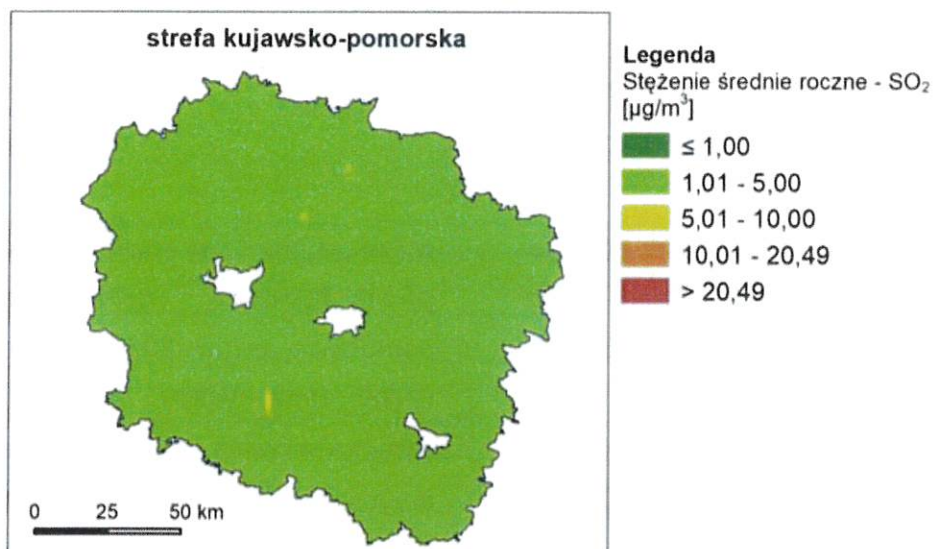 strefa kujawsko-pomorska
Legenda
Stężenie średnie roczne - SO₂
[µg/m³]
≤ 1,00
1,01 - 5,00
5,01 - 10,00
10,01 - 20,49
> 20,49
0 25 50 km